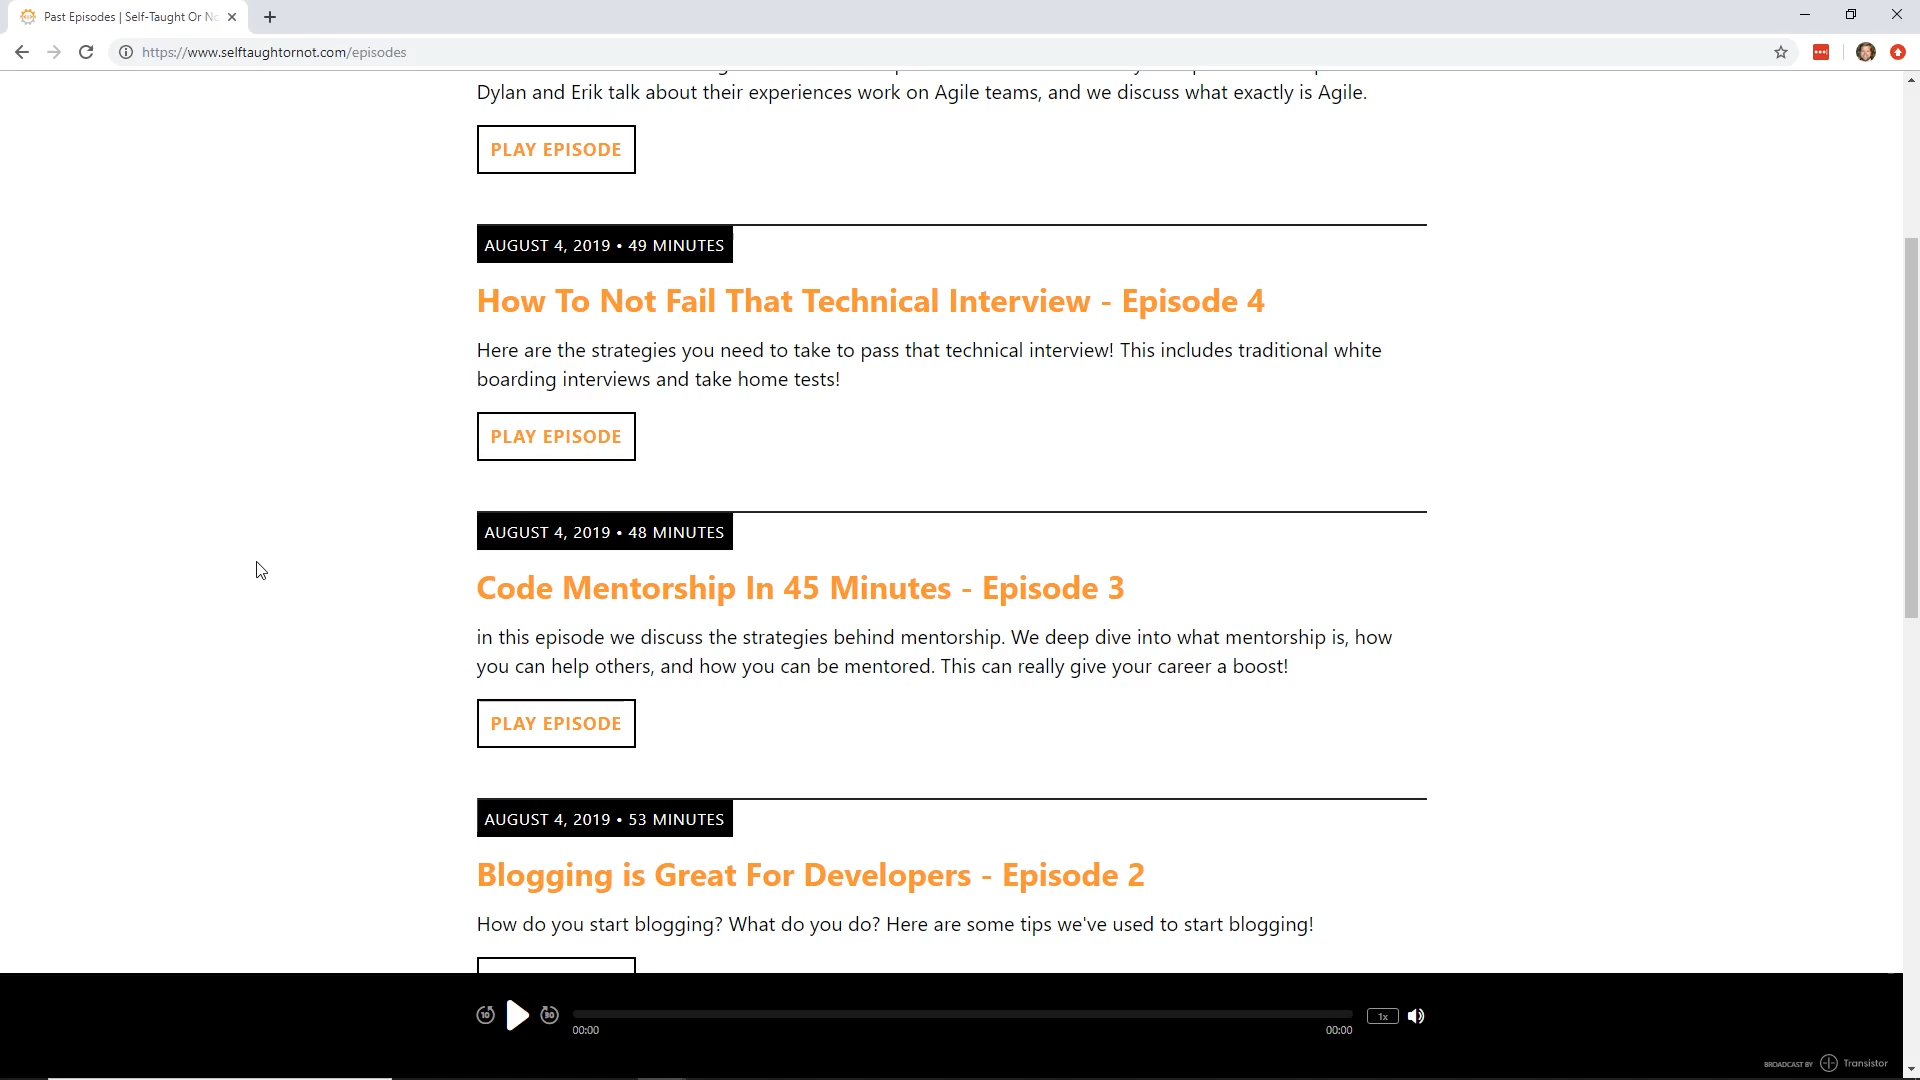 Past Episodes | Self-Taught Or No
https://www.selftaughtornot.com/episodes
Dylan and Erik talk about their experiences work on Agile teams, and we discuss what exactly is Agile.
PLAY EPISODE
AUGUST 4, 2019 • 49 MINUTES
How To Not Fail That Technical Interview - Episode 4
Here are the strategies you need to take to pass that technical interview! This includes traditional white
boarding interviews and take home tests!
PLAY EPISODE
AUGUST 4, 2019 • 48 MINUTES
Code Mentorship In 45 Minutes - Episode 3
in this episode we discuss the strategies behind mentorship. We deep dive into what mentorship is, how
you can help others, and how you can be mentored. This can really give your career a boost!
PLAY EPISODE
AUGUST 4, 2019 • 53 MINUTES
Blogging is Great For Developers - Episode 2
How do you start blogging? What do you do? Here are some tips we've used to start blogging!
10 30 1x
00:00 00:00
BROADCAST BY Transistor